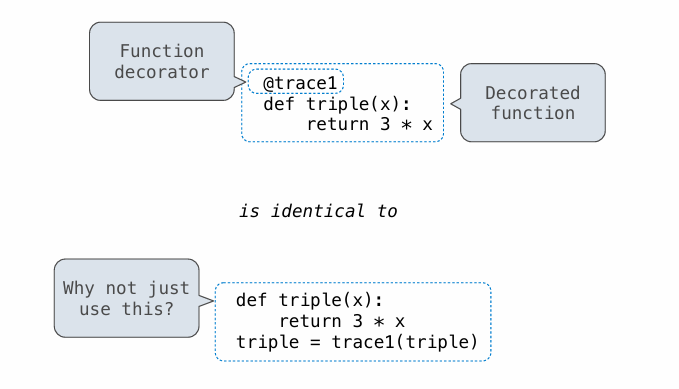 Function
decorator
@trace1
def triple(x):
    return 3 * x
Decorated
function
is identical to
Why not just
use this?
def triple(x):
    return 3 * x
triple = trace1(triple)